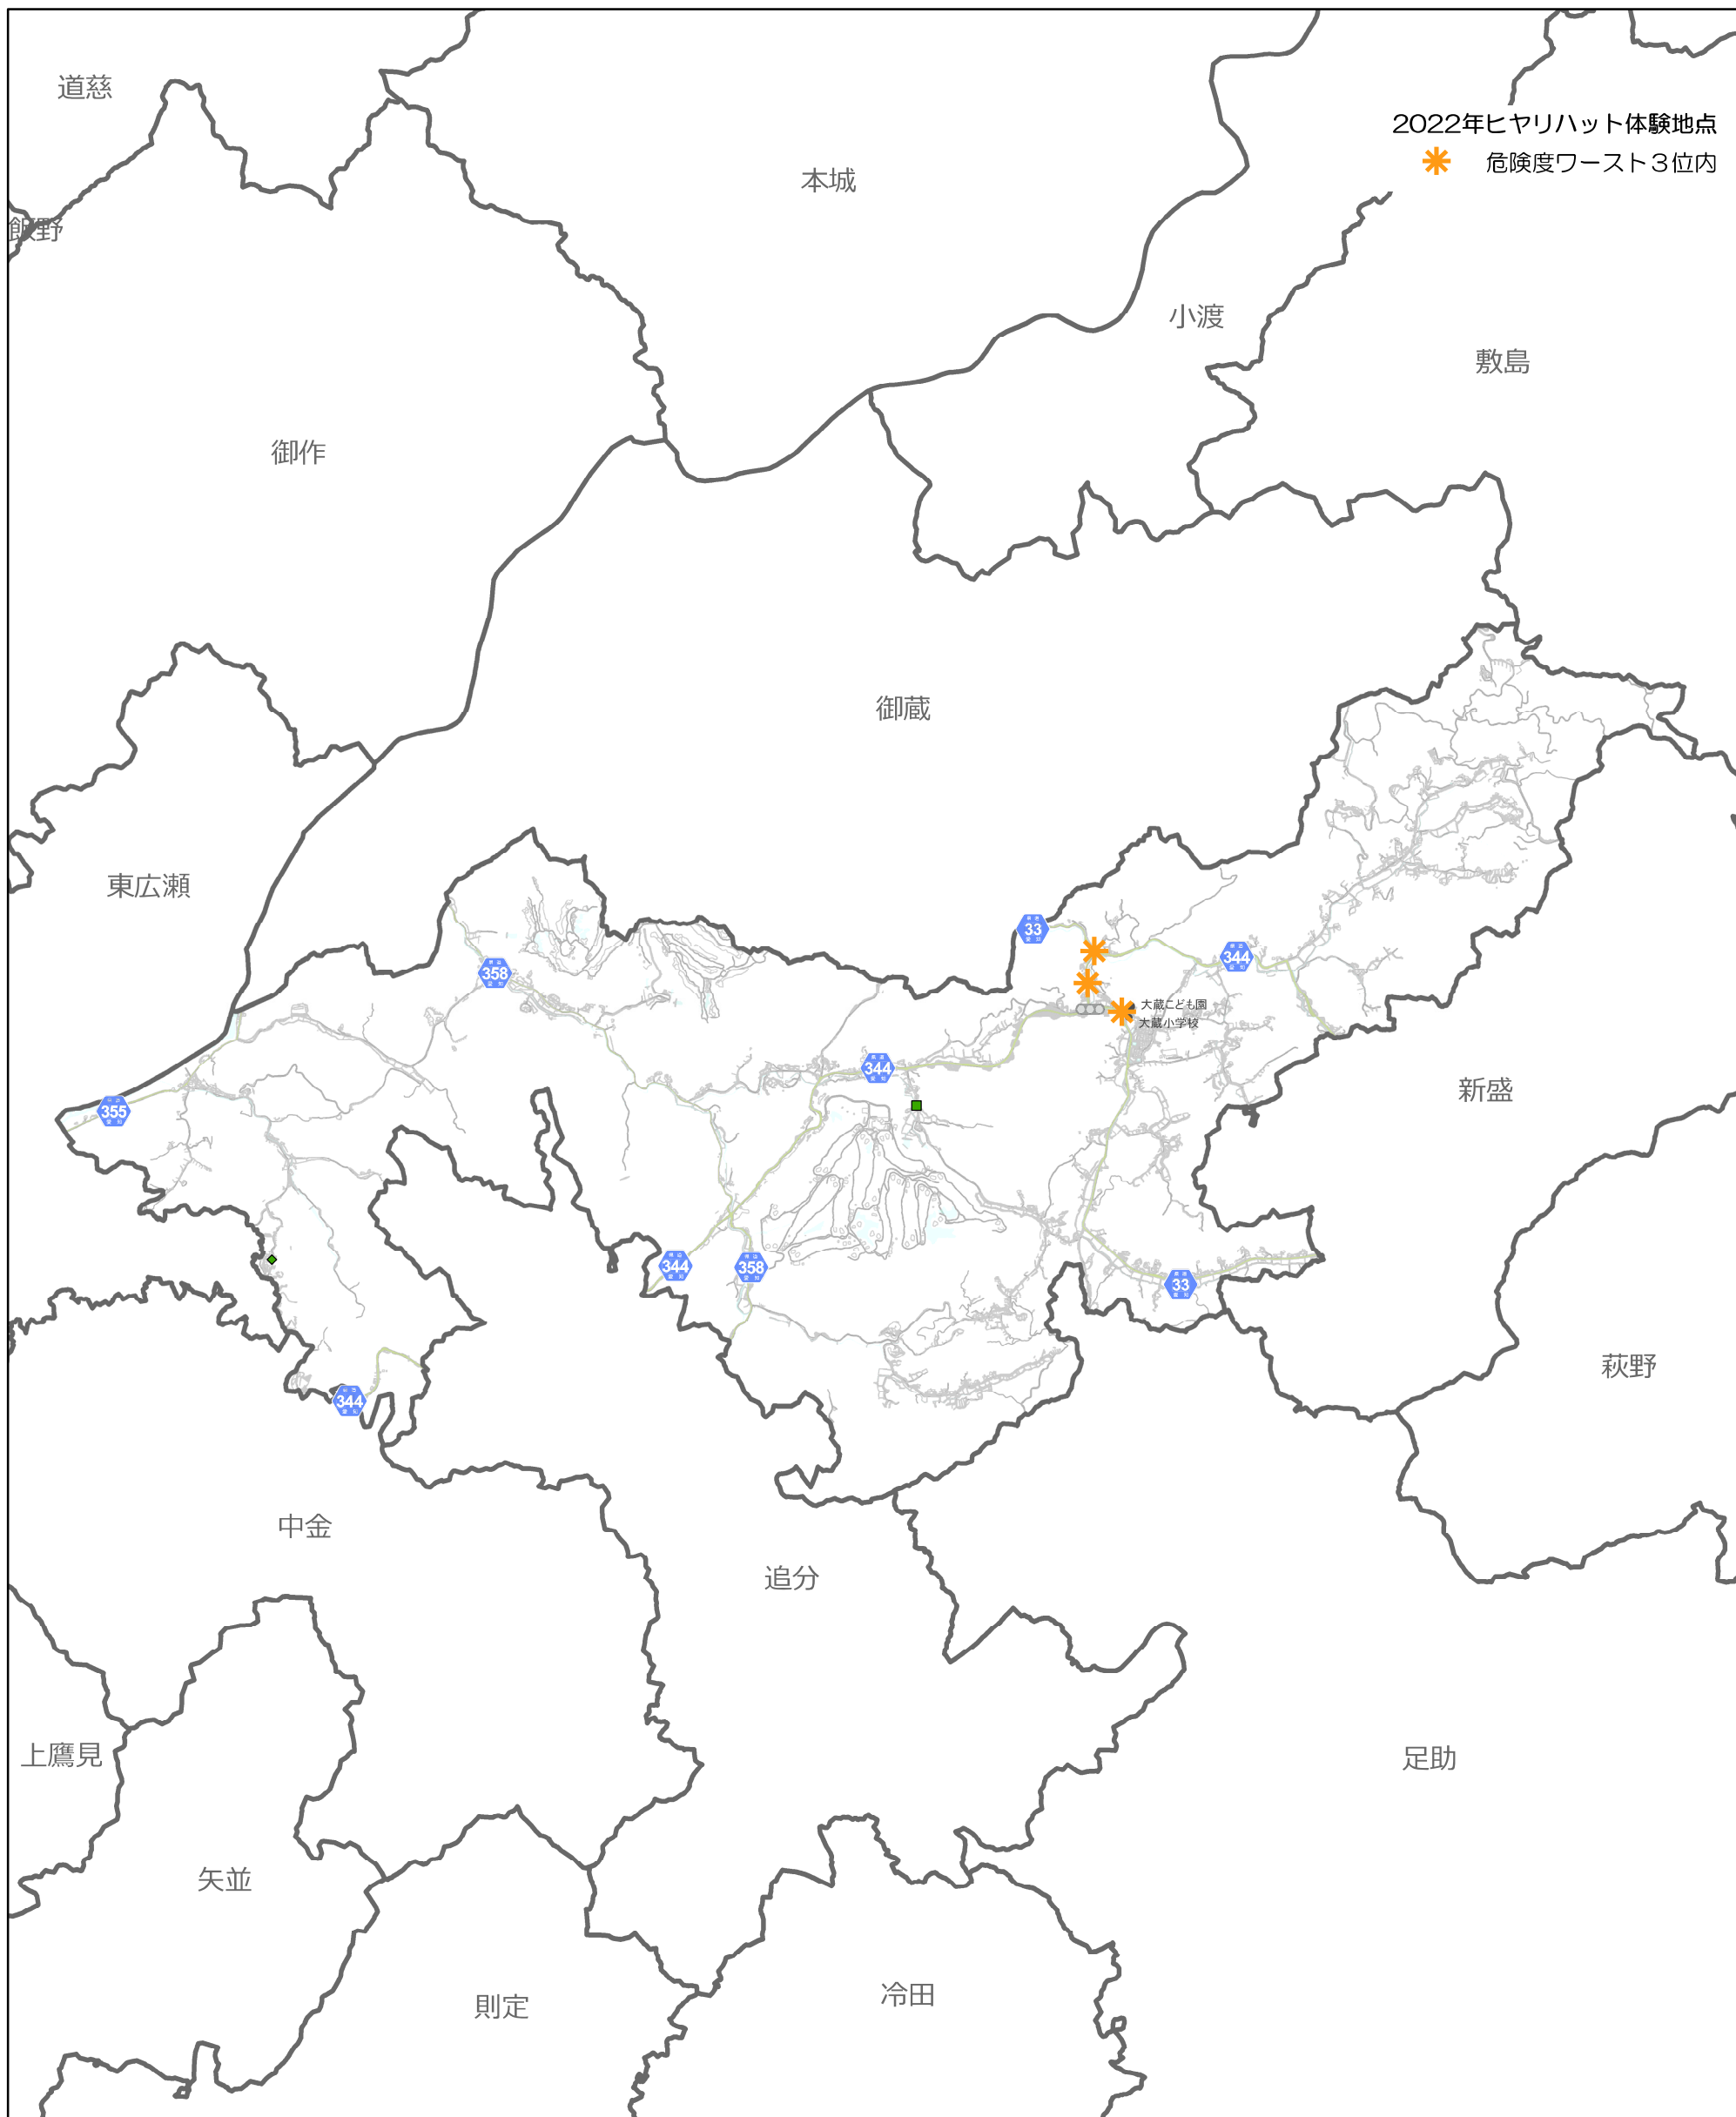 道慈
2022年ヒヤリハット体験地点
危険度ワースト3位内
本城
飯野
小渡
敷島
御作
御蔵
東広瀬
33
344
358
大蔵こども園
大蔵小学校
344
新盛
355
344
358
33
萩野
344
中金
追分
上鷹見
足助
矢並
冷田
則定